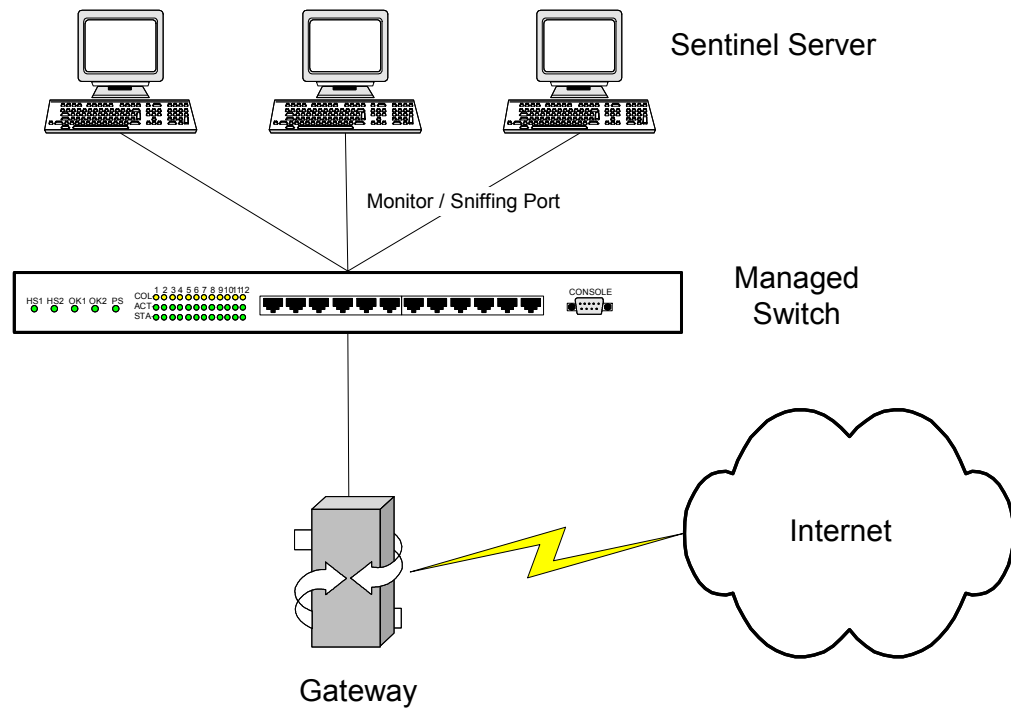 Sentinel Server
Monitor / Sniffing Port
Managed
Switch
HS1 HS2 OK1 OK2 PS
1 2 3 4 5 6 7 8 9 10 11 12
COL
ACT
STA
CONSOLE
Internet
Gateway